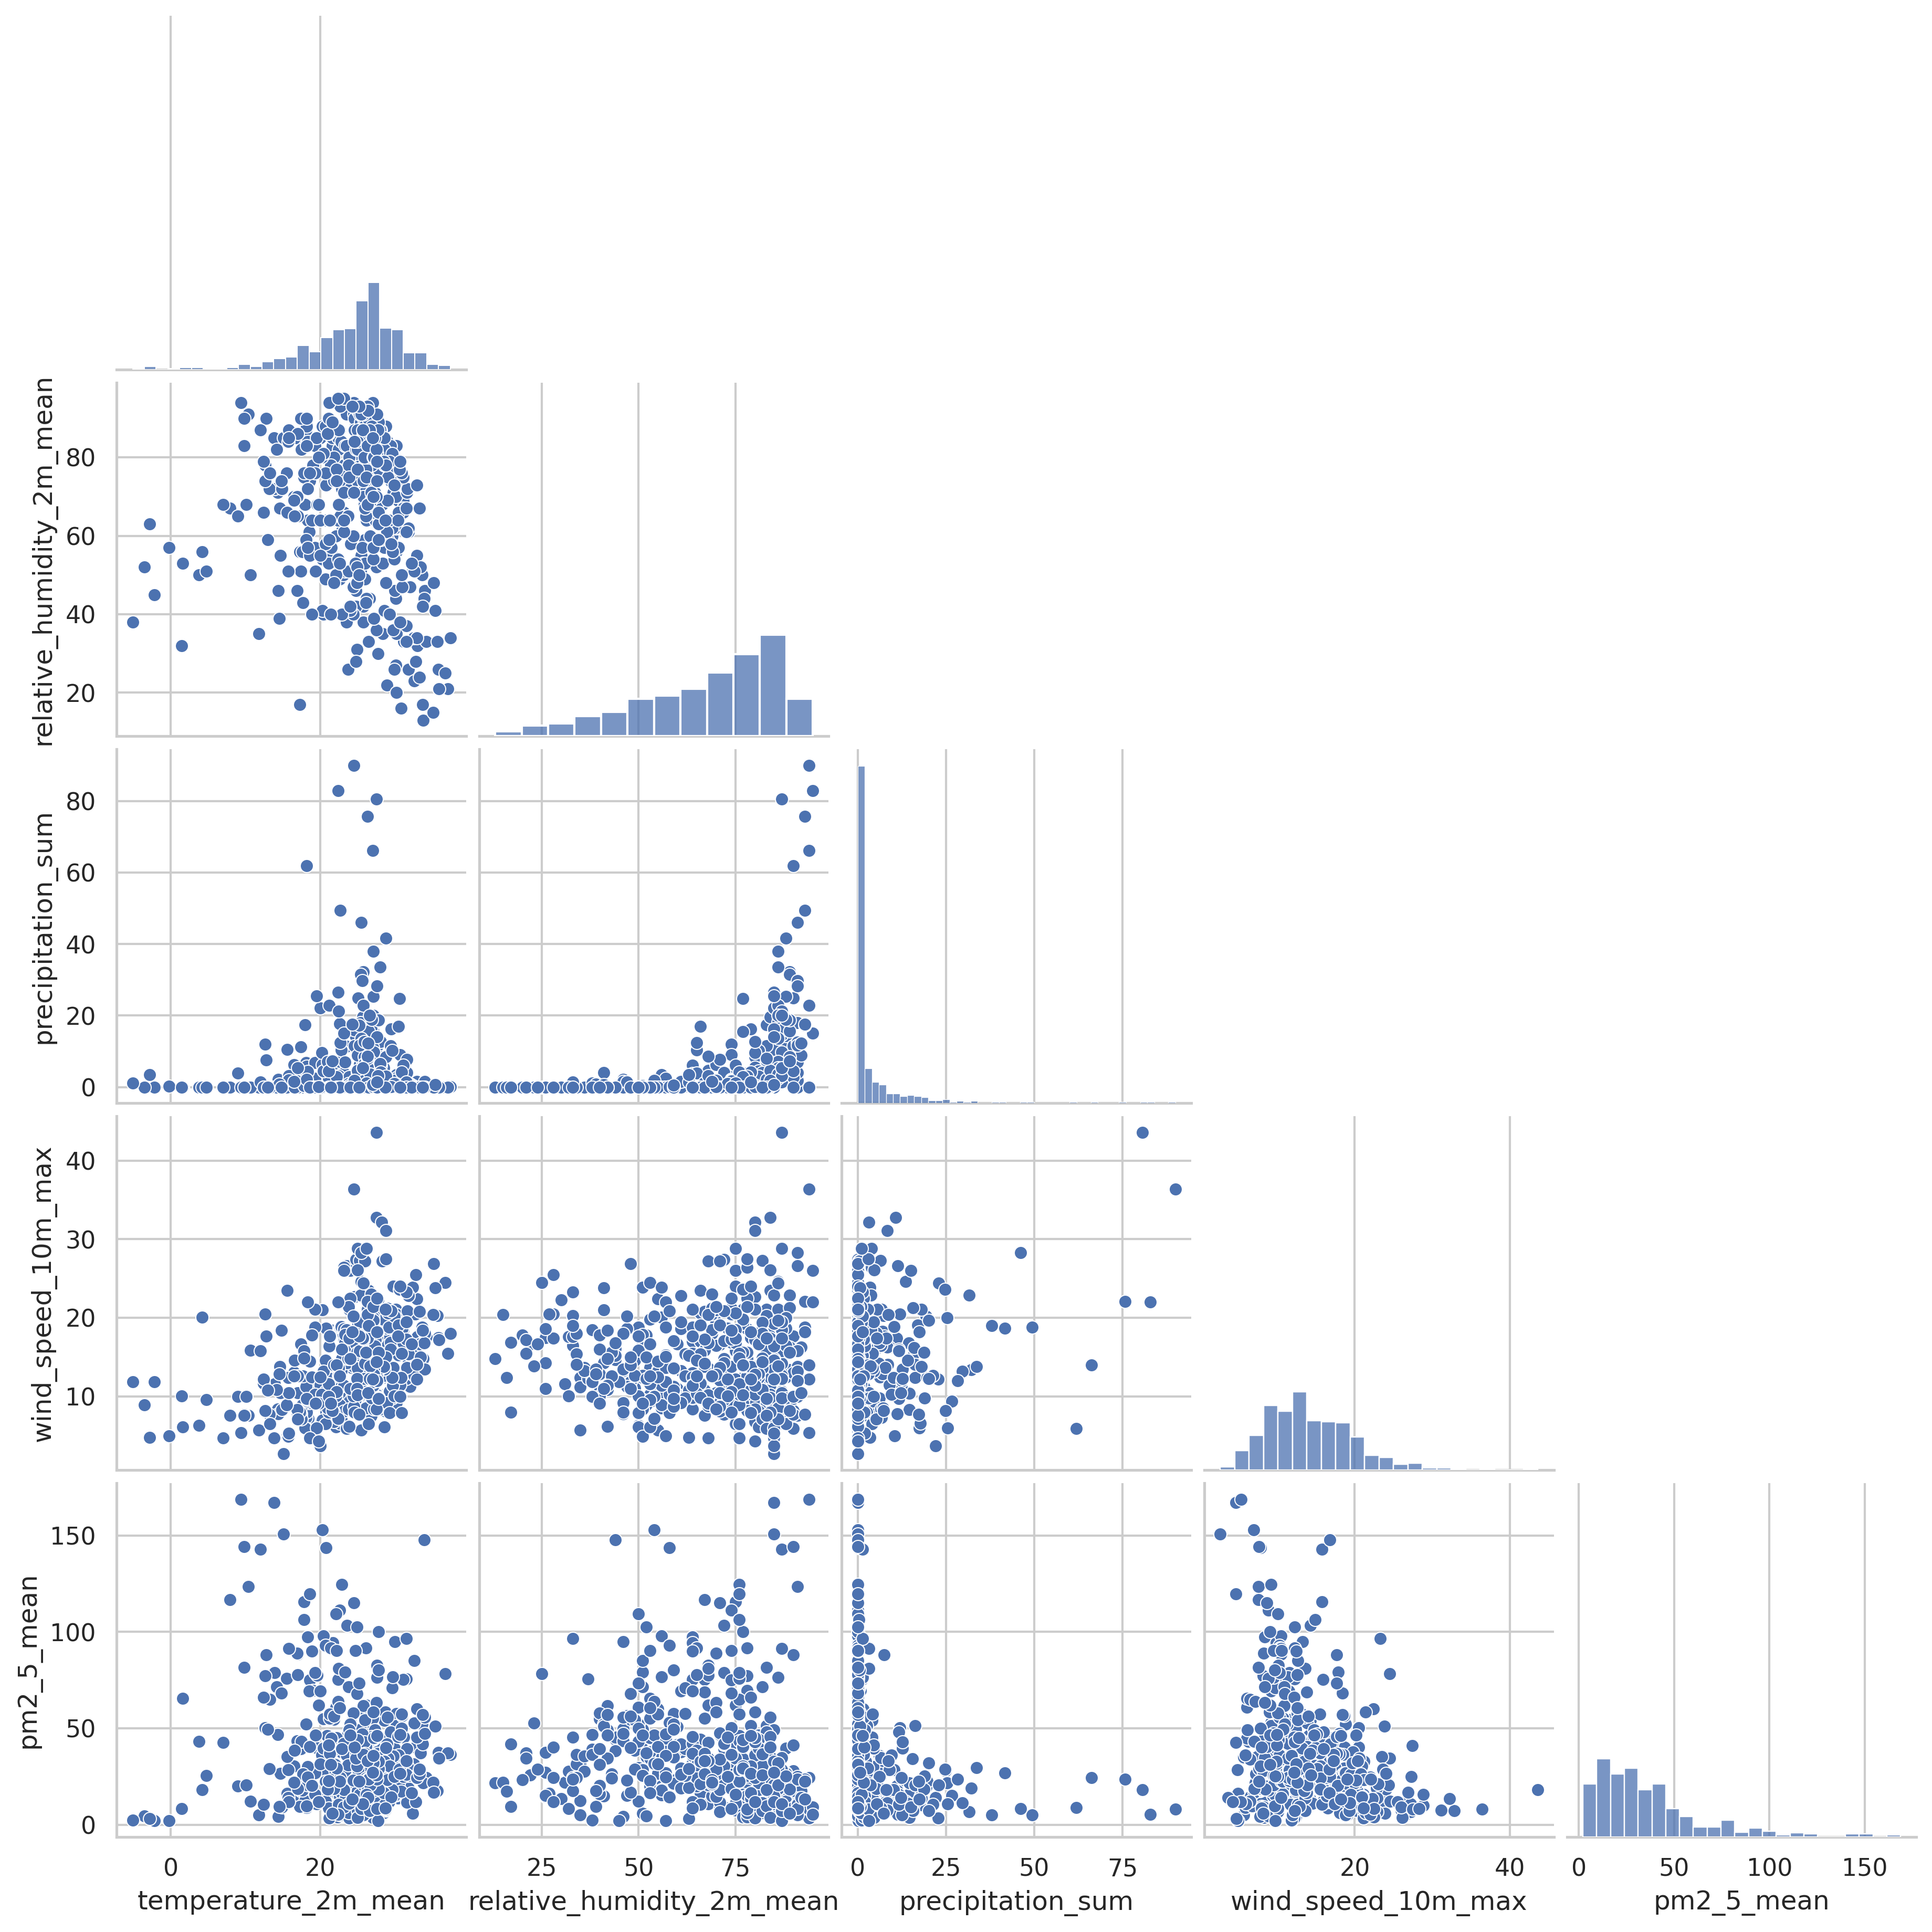 relative_humidity_2m_mean
80
60
40
20
precipitation_sum
80
60
40
20
0
wind_speed_10m_max
40
30
20
10
pm2_5_mean
150
100
50
0
0 20
temperature_2m_mean
25 50 75
relative_humidity_2m_mean
0 25 50 75
precipitation_sum
20 40
wind_speed_10m_max
0 50 100 150
pm2_5_mean